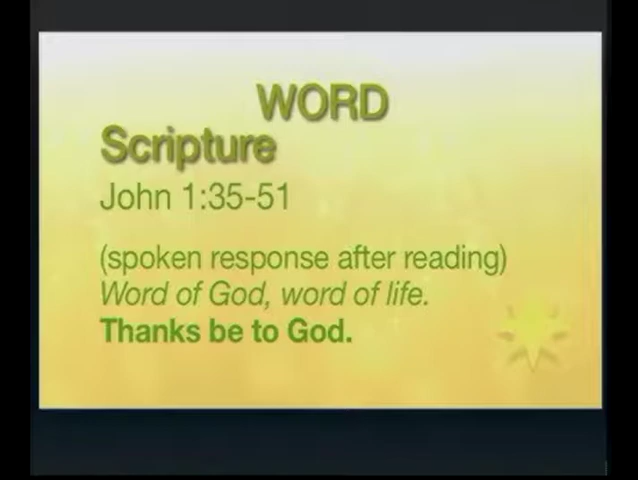 WORD
Scripture
John 1:35-51
(spoken response after reading)
Word of God, word of life.
Thanks be to God.